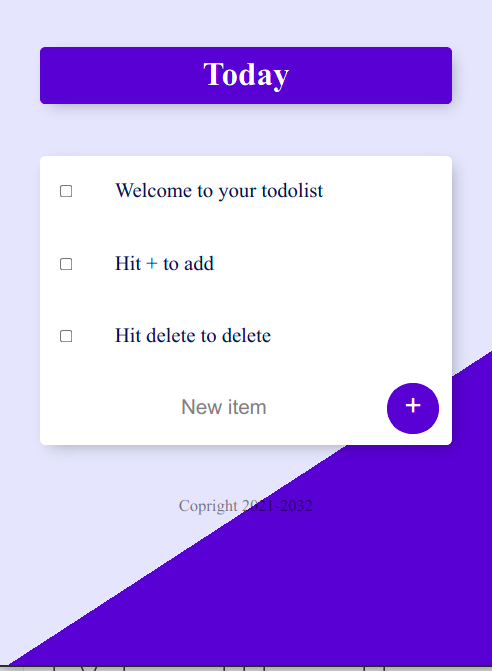 Today
Welcome to your todolist
Hit + to add
Hit delete to delete
New item
+
Copright 2021-2032